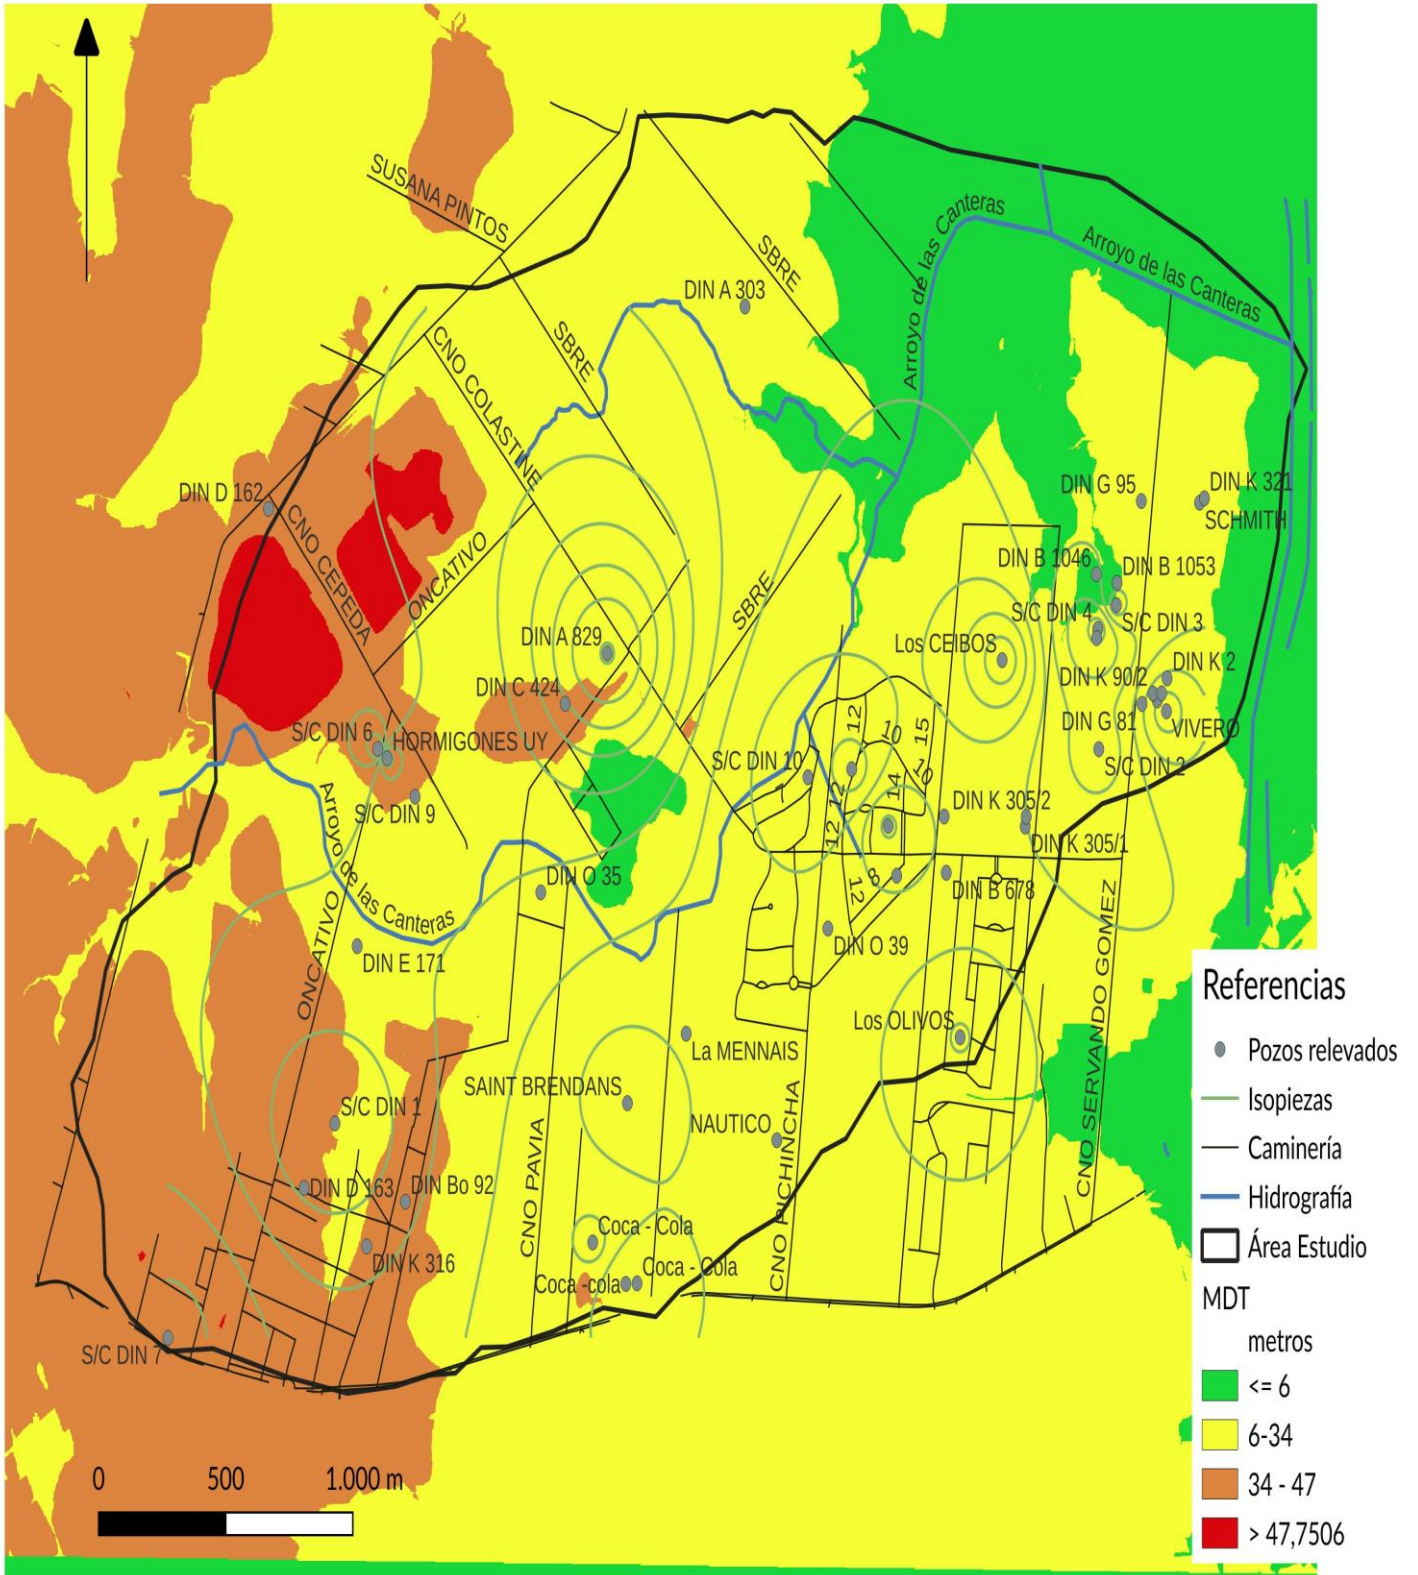 SUSANA PINTOS
Arroyo de las Canteras
Arroyo de las Canteras
SBRE
DIN A 303
SBRE
CNO COLASTINE
DIN D 162
CNO CEPEDA
ONCATIVO
DIN G 95
DIN K 321
SCHMITH
DIN B 1046
DIN B 1053
SBRE
S/C DIN 4
S/C DIN 3
DIN A 829
Los CEIBOS
DIN K 90/2
DIN K 2
DIN C 424
DIN G 81
VIVERO
S/C DIN 6
HORMIGONES UY
S/C DIN 10
S/C DIN 2
12
10
15
10
14
12
12
0
8
12
S/C DIN 9
DIN K 305/2
DIN K 305/1
Arroyo de las Canteras
DIN O 35
DIN B 678
DIN E 171
DIN O 39
ONCATIVO
Los OLIVOS
La MENNAIS
SAINT BRENDANS
S/C DIN 1
NAUTICO
CNO PAVIA
CNO PICHINCHA
CNO SERVANDO GOMEZ
DIN D 163
DIN Bo 92
Coca - Cola
DIN K 316
Coca -cola
Coca - Cola
S/C DIN 7
0 500 1.000 m
Referencias
Pozos relevados
Isopiezas
Caminería
Hidrografía
Área Estudio
MDT
metros
<= 6
6-34
34 - 47
> 47,7506